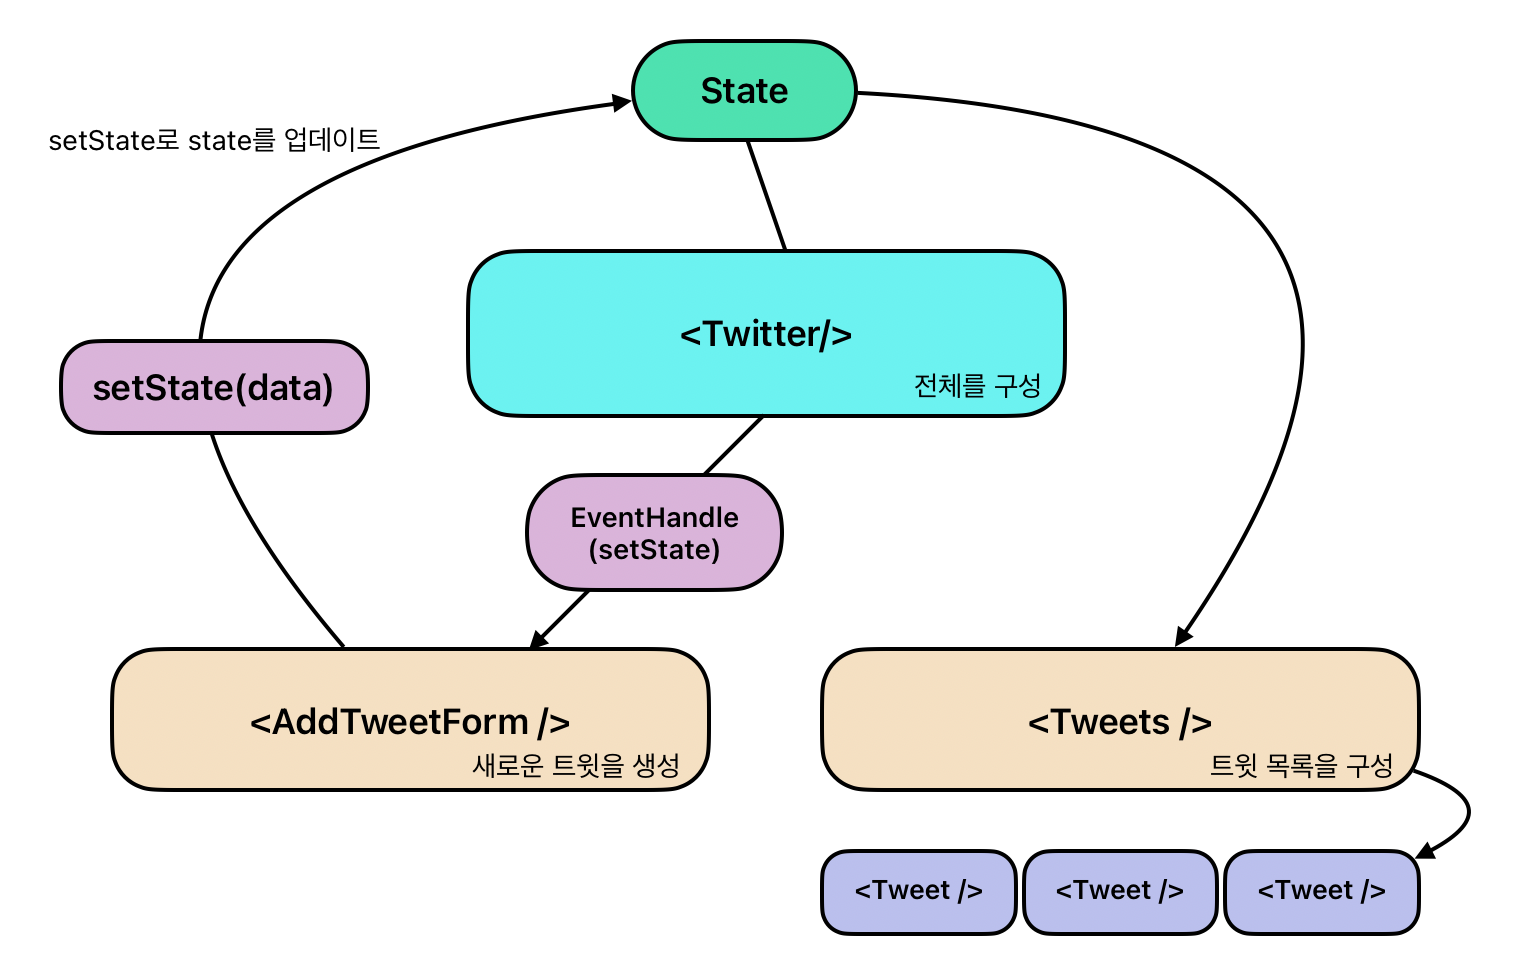 State
setState로 state를 업데이트
<Twitter/>
전체를 구성
setState(data)
EventHandle
(setState)
<AddTweetForm />
새로운 트윗을 생성
<Tweets />
트윗 목록을 구성
<Tweet />
<Tweet />
<Tweet />